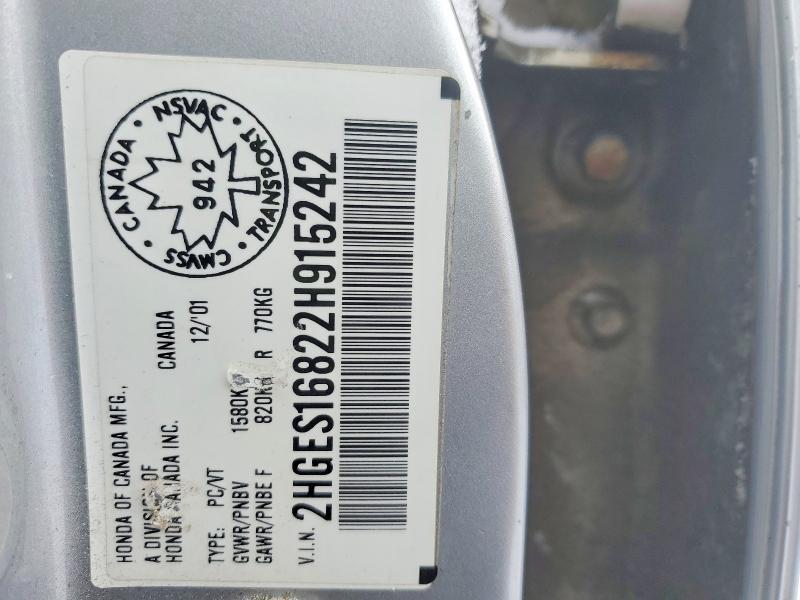 CANADA · NSVAC · TRANSPORT · CMVSS ·
942
HONDA OF CANADA MFG.,
A DIVISION OF
HONDA CANADA INC.
CANADA
12/'01
TYPE: PC/VT
GVWR/PNBV 1580KG
GAWR/PNBE F 820KG R 770KG
V.I.N. 2HGES16822H915242